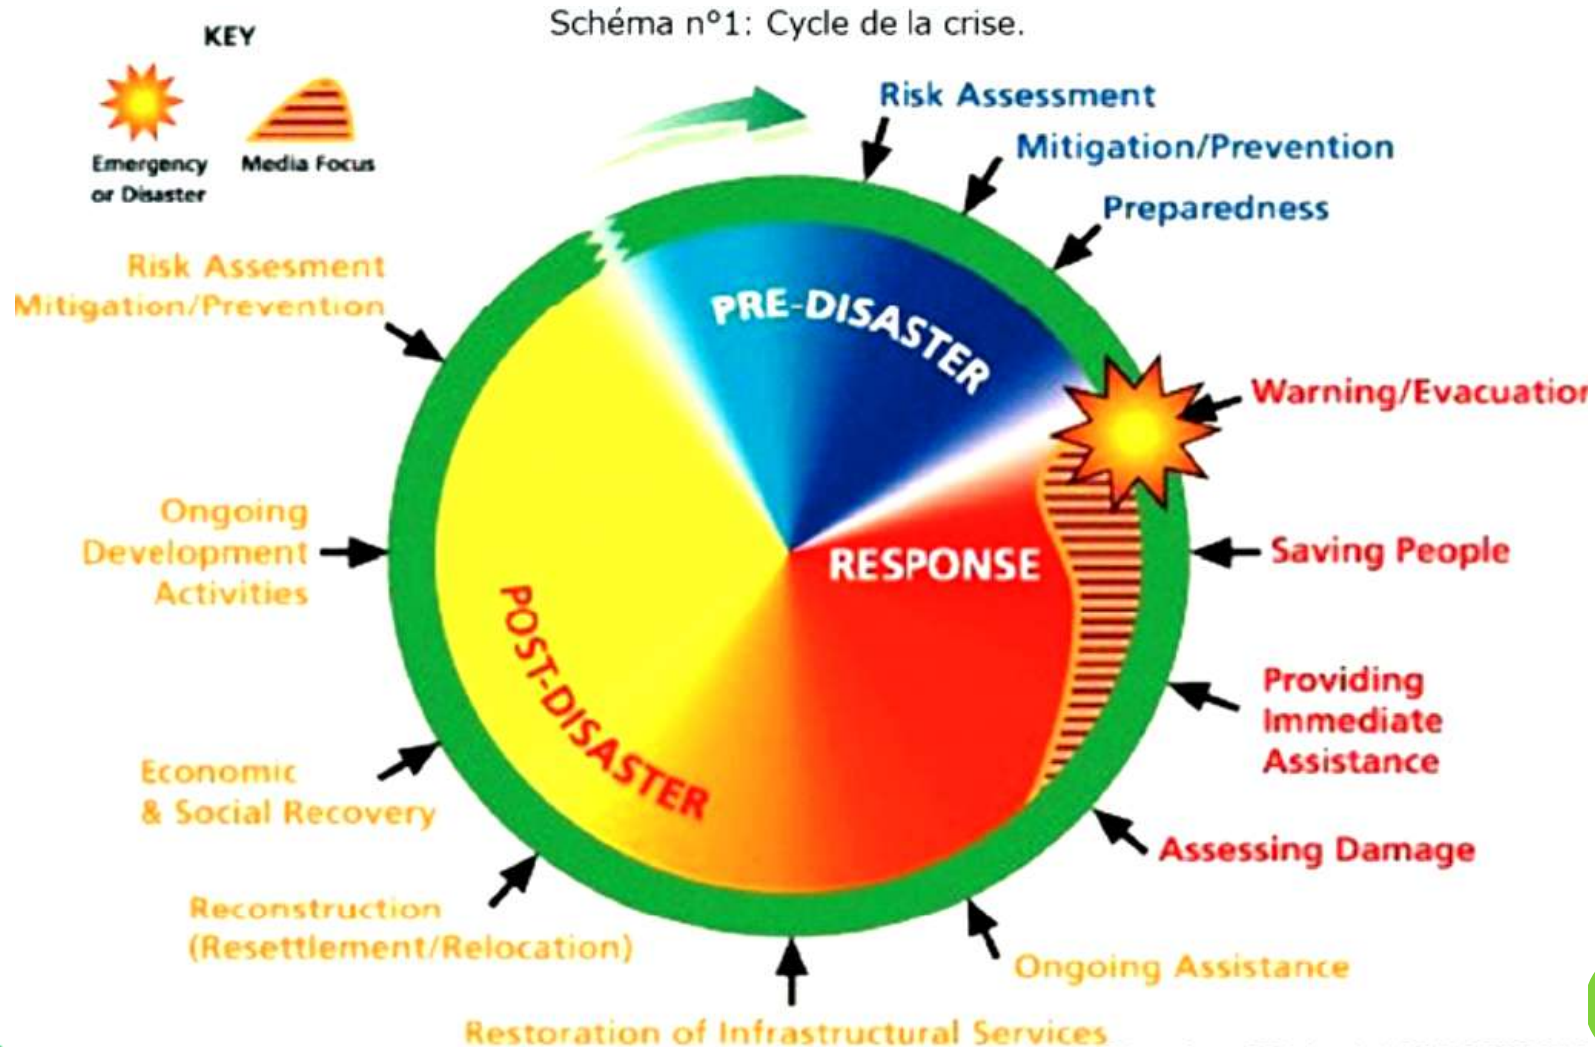 Schéma n°1: Cycle de la crise.
KEY
Emergency
or Disaster
Media Focus
Risk Assessment
Mitigation/Prevention
Preparedness
Warning/Evacuation
Saving People
Providing
Immediate
Assistance
Assessing Damage
Ongoing Assistance
Restoration of Infrastructural Services
Reconstruction
(Resettlement/Relocation)
Economic
& Social Recovery
Ongoing
Development
Activities
Risk Assesment
Mitigation/Prevention
PRE-DISASTER
RESPONSE
POST-DISASTER